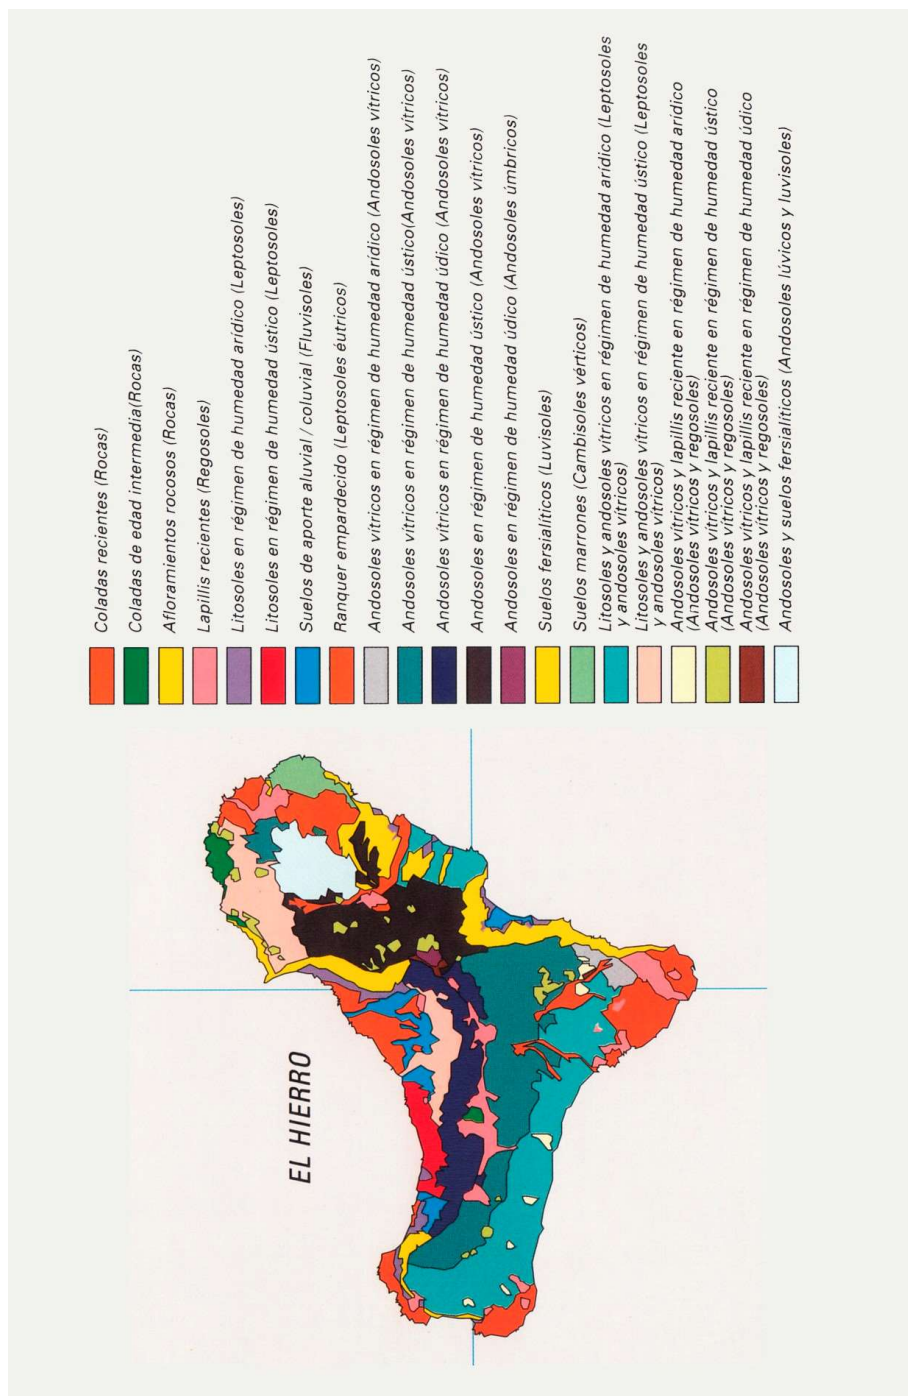 Coladas recientes (Rocas)
Coladas de edad intermedia(Rocas)
Afloramientos rocosos (Rocas)
Lapillis recientes (Regosoles)
Litosoles en régimen de humedad arídico (Leptosoles)
Litosoles en régimen de humedad ústico (Leptosoles)
Suelos de aporte aluvial / coluvial (Fluvisoles)
Ranquer empardecido (Leptosoles éutricos)
Andosoles vítricos en régimen de humedad arídico (Andosoles vítricos)
Andosoles vítricos en régimen de humedad ústico(Andosoles vítricos)
Andosoles vítricos en régimen de humedad údico (Andosoles vítricos)
Andosoles en régimen de humedad ústico (Andosoles vítricos)
Andosoles en régimen de humedad údico (Andosoles úmbricos)
Suelos fersialíticos (Luvisoles)
Suelos marrones (Cambisoles vérticos)
Litosoles y andosoles vítricos en régimen de humedad arídico (Leptosoles
y andosoles vítricos)
Litosoles y andosoles vítricos en régimen de humedad ústico (Leptosoles
y andosoles vítricos)
Andosoles vítricos y lapillis reciente en régimen de humedad arídico
(Andosoles vítricos y regosoles)
Andosoles vítricos y lapillis reciente en régimen de humedad ústico
(Andosoles vítricos y regosoles)
Andosoles vítricos y lapillis reciente en régimen de humedad údico
(Andosoles vítricos y regosoles)
Andosoles y suelos fersialíticos (Andosoles lúvicos y luvisoles)
EL HIERRO